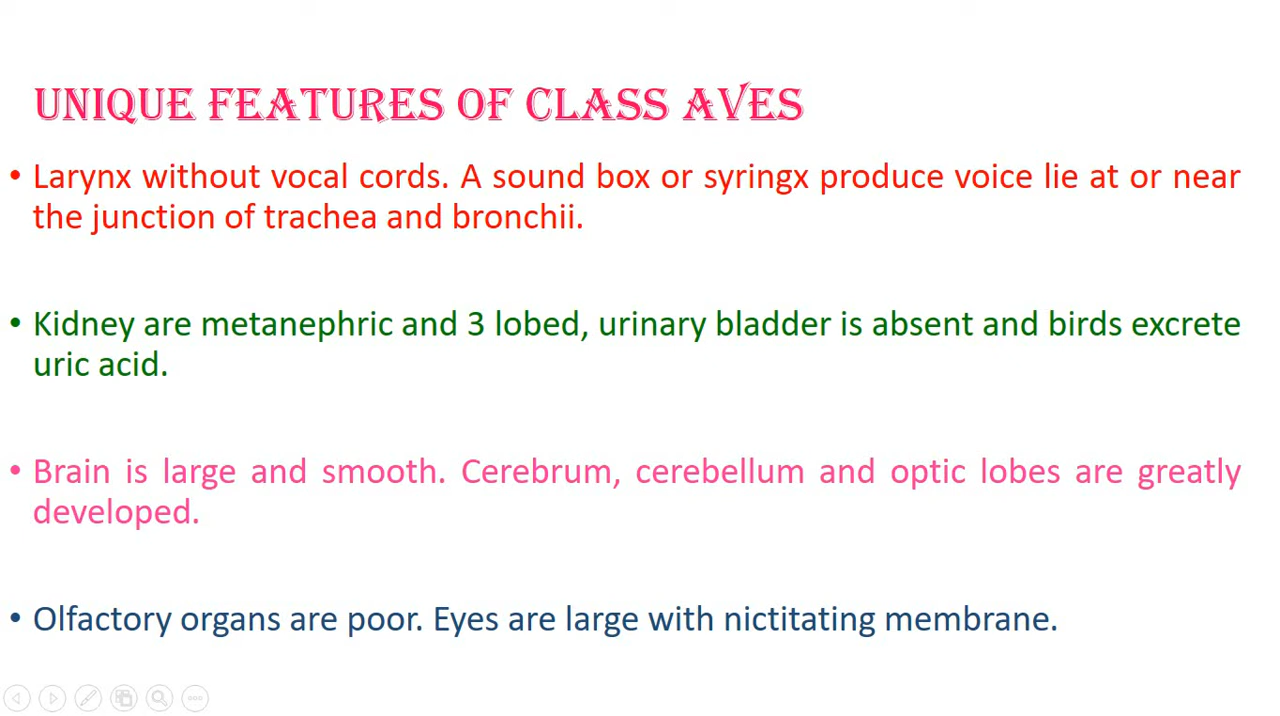 UNIQUE FEATURES OF CLASS AVES
• Larynx without vocal cords. A sound box or syringx produce voice lie at or near
the junction of trachea and bronchii.
• Kidney are metanephric and 3 lobed, urinary bladder is absent and birds excrete
uric acid.
• Brain is large and smooth. Cerebrum, cerebellum and optic lobes are greatly
developed.
• Olfactory organs are poor. Eyes are large with nictitating membrane.